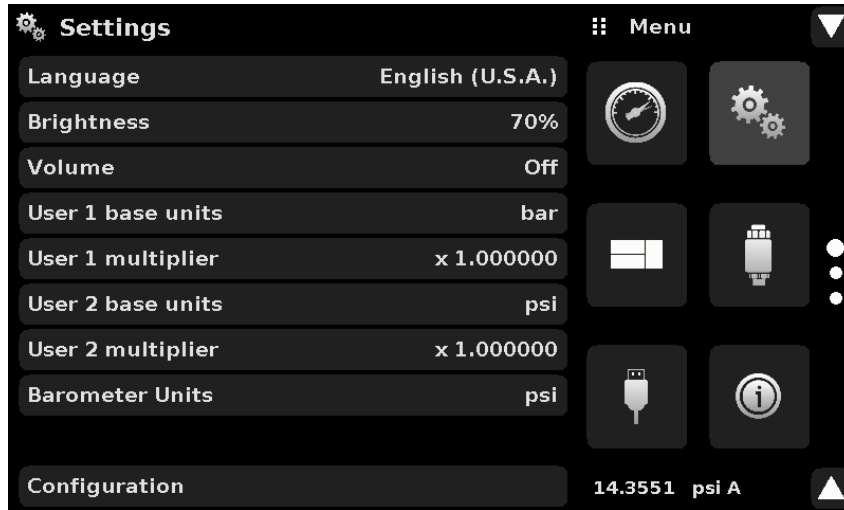 Settings
Menu
Language English (U.S.A.)
Brightness 70%
Volume Off
User 1 base units bar
User 1 multiplier x 1.000000
User 2 base units psi
User 2 multiplier x 1.000000
Barometer Units psi
Configuration
14.3551 psi A